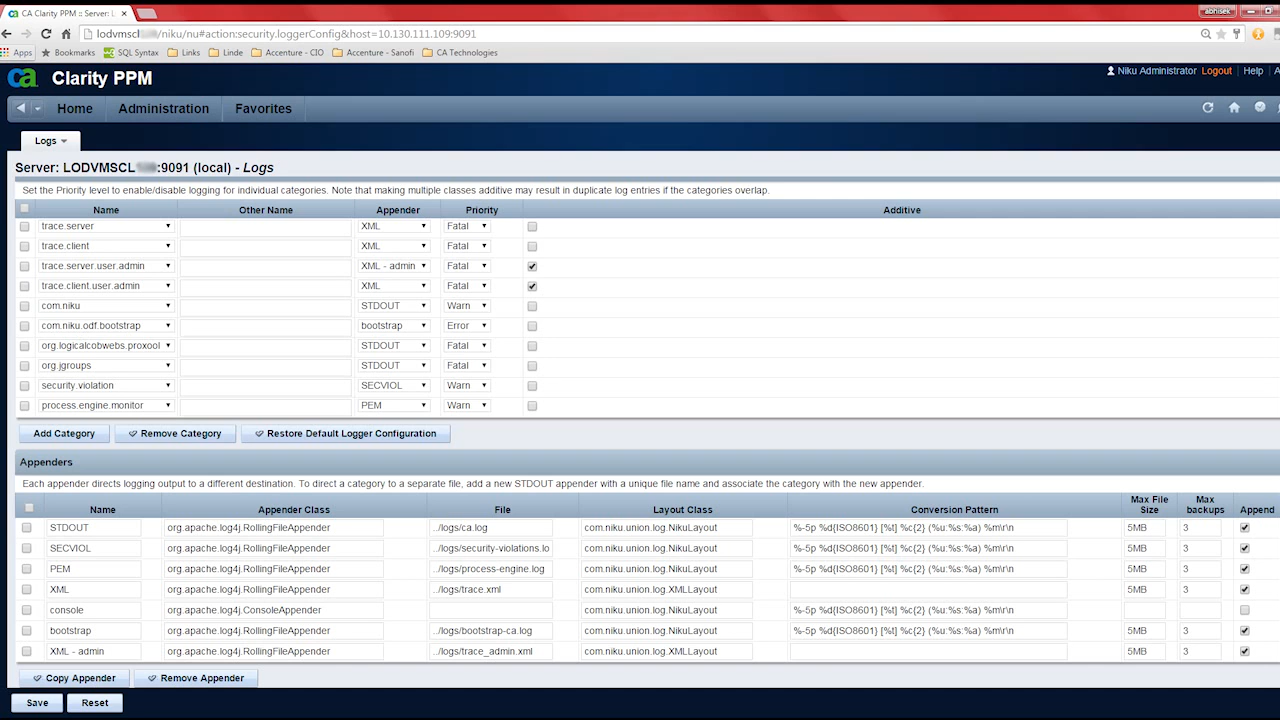 CA Clarity PPM :: Server: L
abhisek
lodvmscl /niku/nu#action:security.loggerConfig&host=10.130.111.109:9091
Apps Bookmarks SQL Syntax Links Linde Accenture - CIO Accenture - Sanofi CA Technologies
ca Clarity PPM Niku Administrator Logout Help A
Home Administration Favorites
Logs
Server: LODVMSCL :9091 (local) - Logs
Set the Priority level to enable/disable logging for individual categories. Note that making multiple classes additive may result in duplicate log entries if the categories overlap.
Name Other Name Appender Priority Additive
trace.server XML Fatal
trace.client XML Fatal
trace.server.user.admin XML - admin Fatal
trace.client.user.admin XML Fatal
com.niku STDOUT Warn
com.niku.odf.bootstrap bootstrap Error
org.logicalcobwebs.proxool STDOUT Fatal
org.jgroups STDOUT Fatal
security.violation SECVIOL Warn
process.engine.monitor PEM Warn
Add Category Remove Category Restore Default Logger Configuration
Appenders
Each appender directs logging output to a different destination. To direct a category to a separate file, add a new STDOUT appender with a unique file name and associate the category with the new appender.
Name Appender Class File Layout Class Conversion Pattern Max File Size Max backups Append
STDOUT org.apache.log4j.RollingFileAppender ../logs/ca.log com.niku.union.log.NikuLayout %-5p %d{ISO8601} [%t] %c{2} (%u:%s:%a) %m\r\n 5MB 3
SECVIOL org.apache.log4j.RollingFileAppender ../logs/security-violations.lo com.niku.union.log.NikuLayout %-5p %d{ISO8601} [%t] %c{2} (%u:%s:%a) %m\r\n 5MB 3
PEM org.apache.log4j.RollingFileAppender ../logs/process-engine.log com.niku.union.log.NikuLayout %-5p %d{ISO8601} [%t] %c{2} (%u:%s:%a) %m\r\n 5MB 3
XML org.apache.log4j.RollingFileAppender ../logs/trace.xml com.niku.union.log.XMLLayout 5MB 3
console org.apache.log4j.ConsoleAppender com.niku.union.log.NikuLayout %-5p %d{ISO8601} [%t] %c{2} (%u:%s:%a) %m\r\n
bootstrap org.apache.log4j.RollingFileAppender ../logs/bootstrap-ca.log com.niku.union.log.NikuLayout %-5p %d{ISO8601} [%t] %c{2} (%u:%s:%a) %m\r\n 5MB 3
XML - admin org.apache.log4j.RollingFileAppender ../logs/trace_admin.xml com.niku.union.log.XMLLayout 5MB 3
Copy Appender Remove Appender
Save Reset